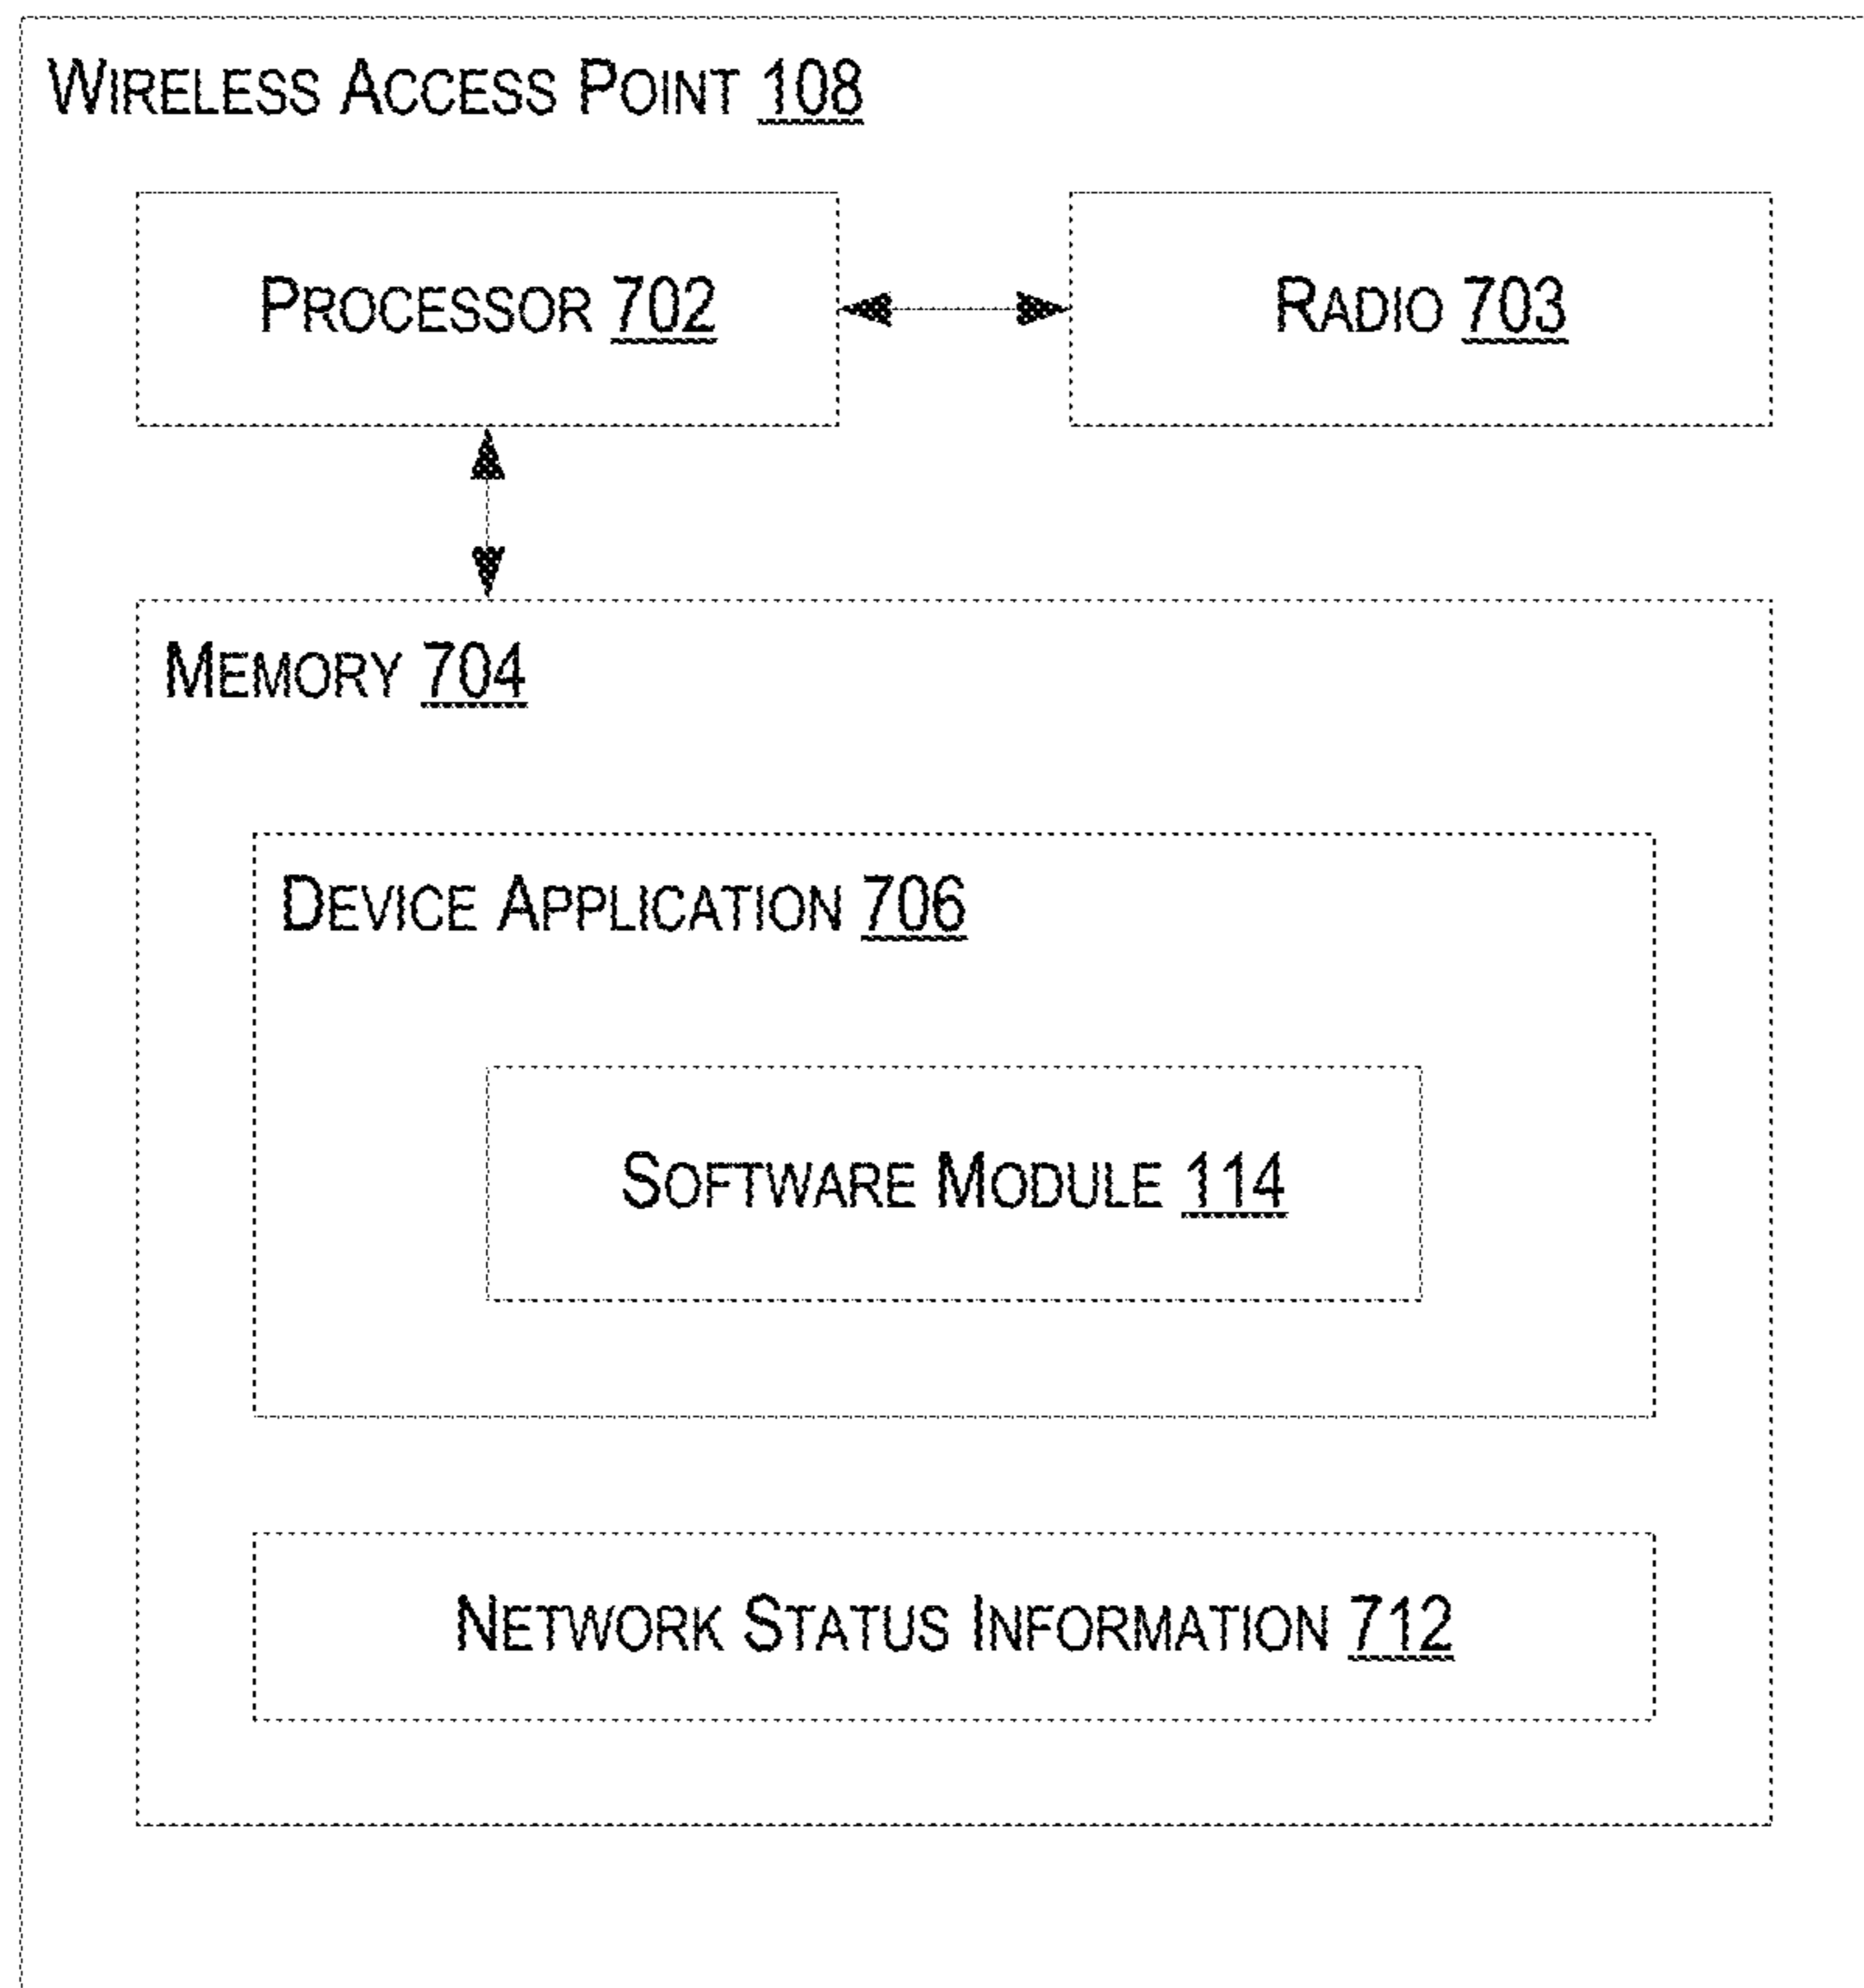 WIRELESS ACCESS POINT 108
PROCESSOR 702
RADIO 703
MEMORY 704
DEVICE APPLICATION 706
SOFTWARE MODULE 114
NETWORK STATUS INFORMATION 712